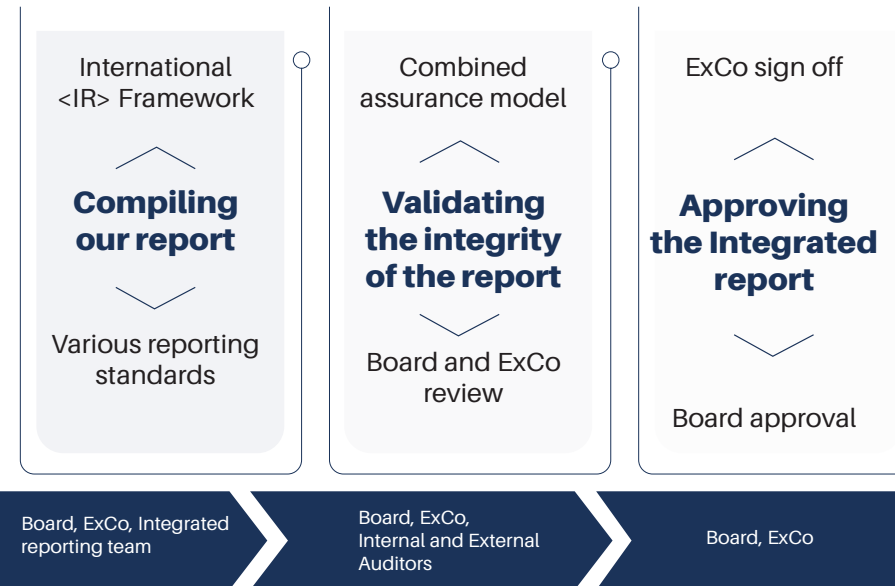 International
<IR> Framework
Compiling
our report
Various reporting
standards
Combined
assurance model
Validating
the integrity
of the report
Board and ExCo
review
ExCo sign off
Approving
the Integrated
report
Board approval
Board, ExCo, Integrated
reporting team
Board, ExCo,
Internal and External
Auditors
Board, ExCo